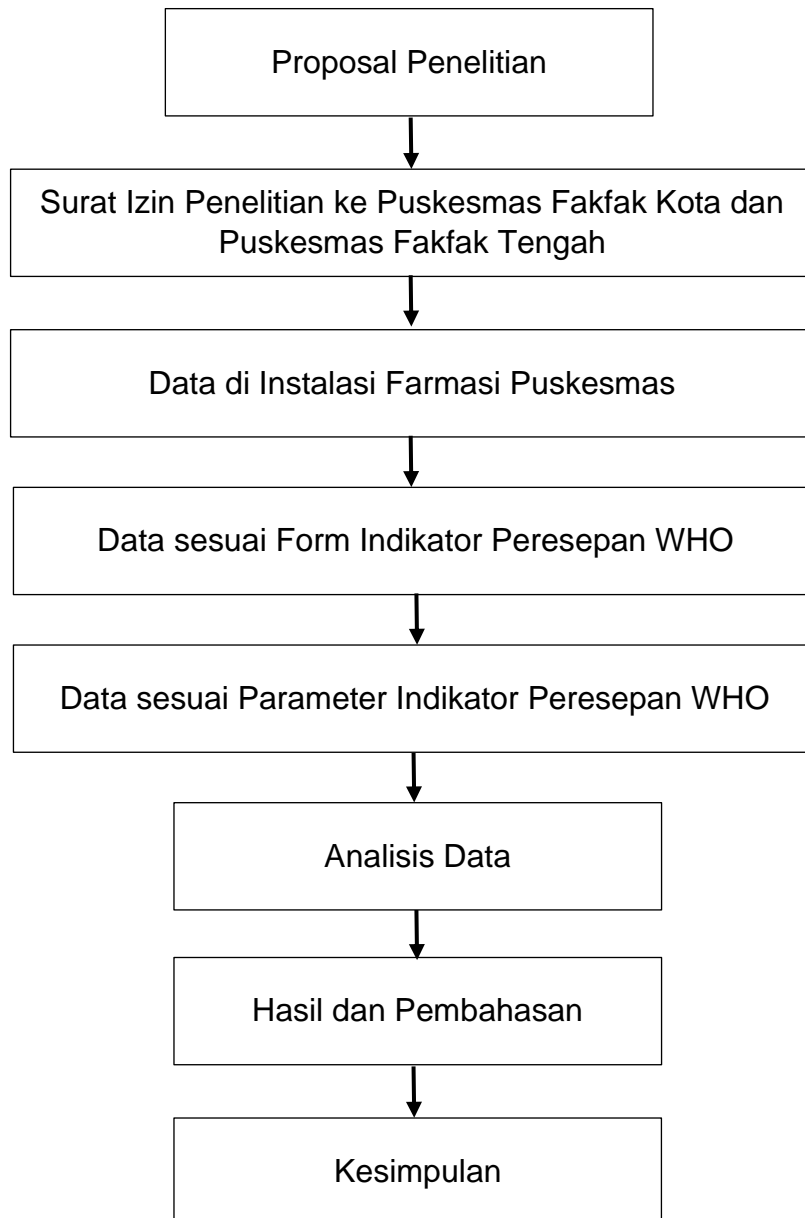 Proposal Penelitian
Surat Izin Penelitian ke Puskesmas Fakfak Kota dan
Puskesmas Fakfak Tengah
Data di Instalasi Farmasi Puskesmas
Data sesuai Form Indikator Peresepan WHO
Data sesuai Parameter Indikator Peresepan WHO
Analisis Data
Hasil dan Pembahasan
Kesimpulan